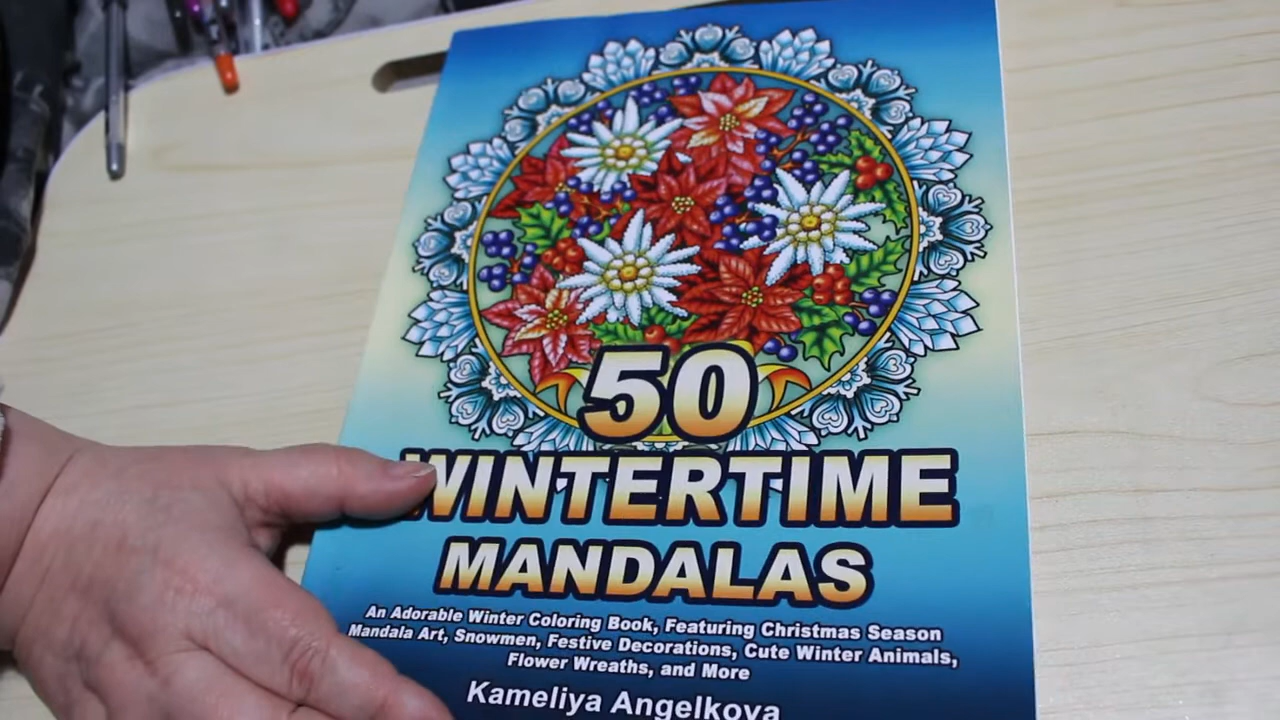 50
WINTERTIME
MANDALAS
An Adorable Winter Coloring Book, Featuring Christmas Season
Mandala Art, Snowmen, Festive Decorations, Cute Winter Animals,
Flower Wreaths, and More
Kameliya Angelkova